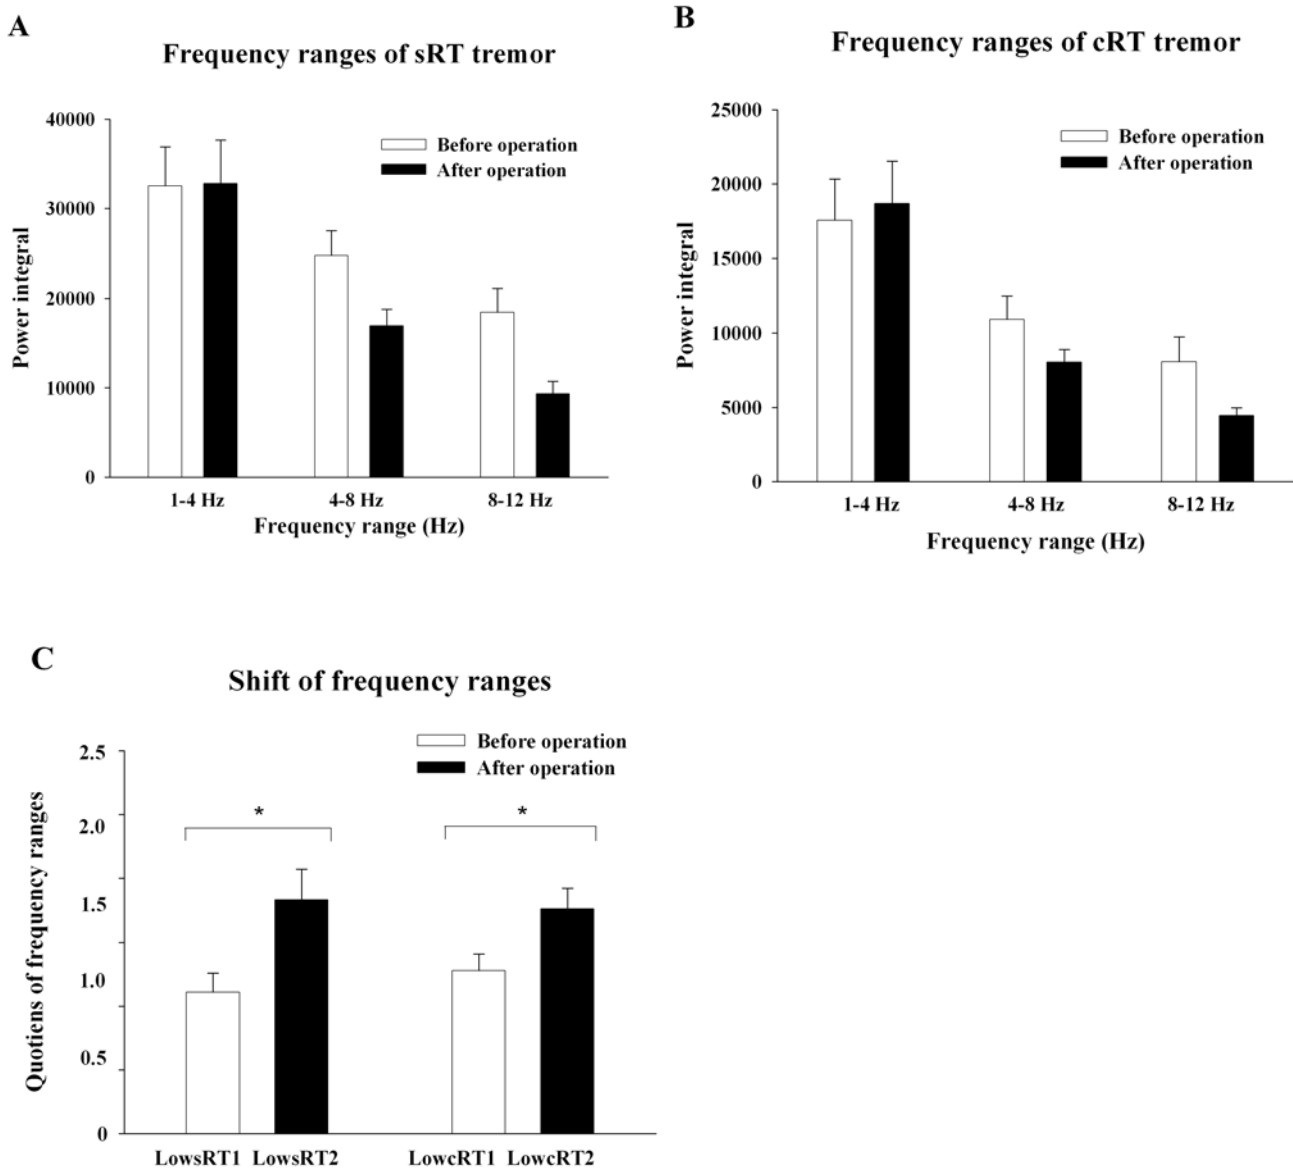 A
Frequency ranges of sRT tremor
40000
30000
20000
10000
0
Power integral
Before operation
After operation
1-4 Hz 4-8 Hz 8-12 Hz
Frequency range (Hz)
B
Frequency ranges of cRT tremor
25000
20000
15000
10000
5000
0
Power integral
Before operation
After operation
1-4 Hz 4-8 Hz 8-12 Hz
Frequency range (Hz)
C
Shift of frequency ranges
Before operation
After operation
2.5
2.0
1.5
1.0
0.5
0
Quotiens of frequency ranges
* *
LowsRT1 LowsRT2 LowcRT1 LowcRT2